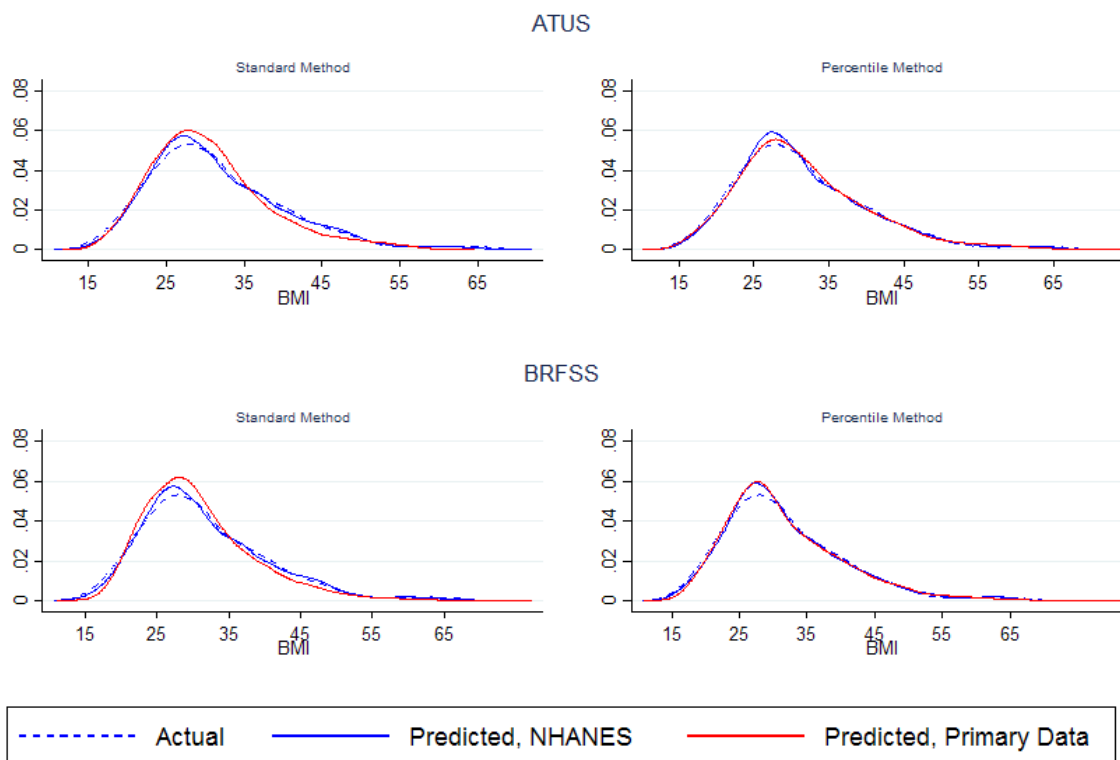 ATUS
Standard Method
.08
.06
.04
.02
0
15 25 35 45 55 65
BMI
Percentile Method
.08
.06
.04
.02
0
15 25 35 45 55 65
BMI
BRFSS
Standard Method
.08
.06
.04
.02
0
15 25 35 45 55 65
BMI
Percentile Method
.08
.06
.04
.02
0
15 25 35 45 55 65
BMI
Actual Predicted, NHANES Predicted, Primary Data